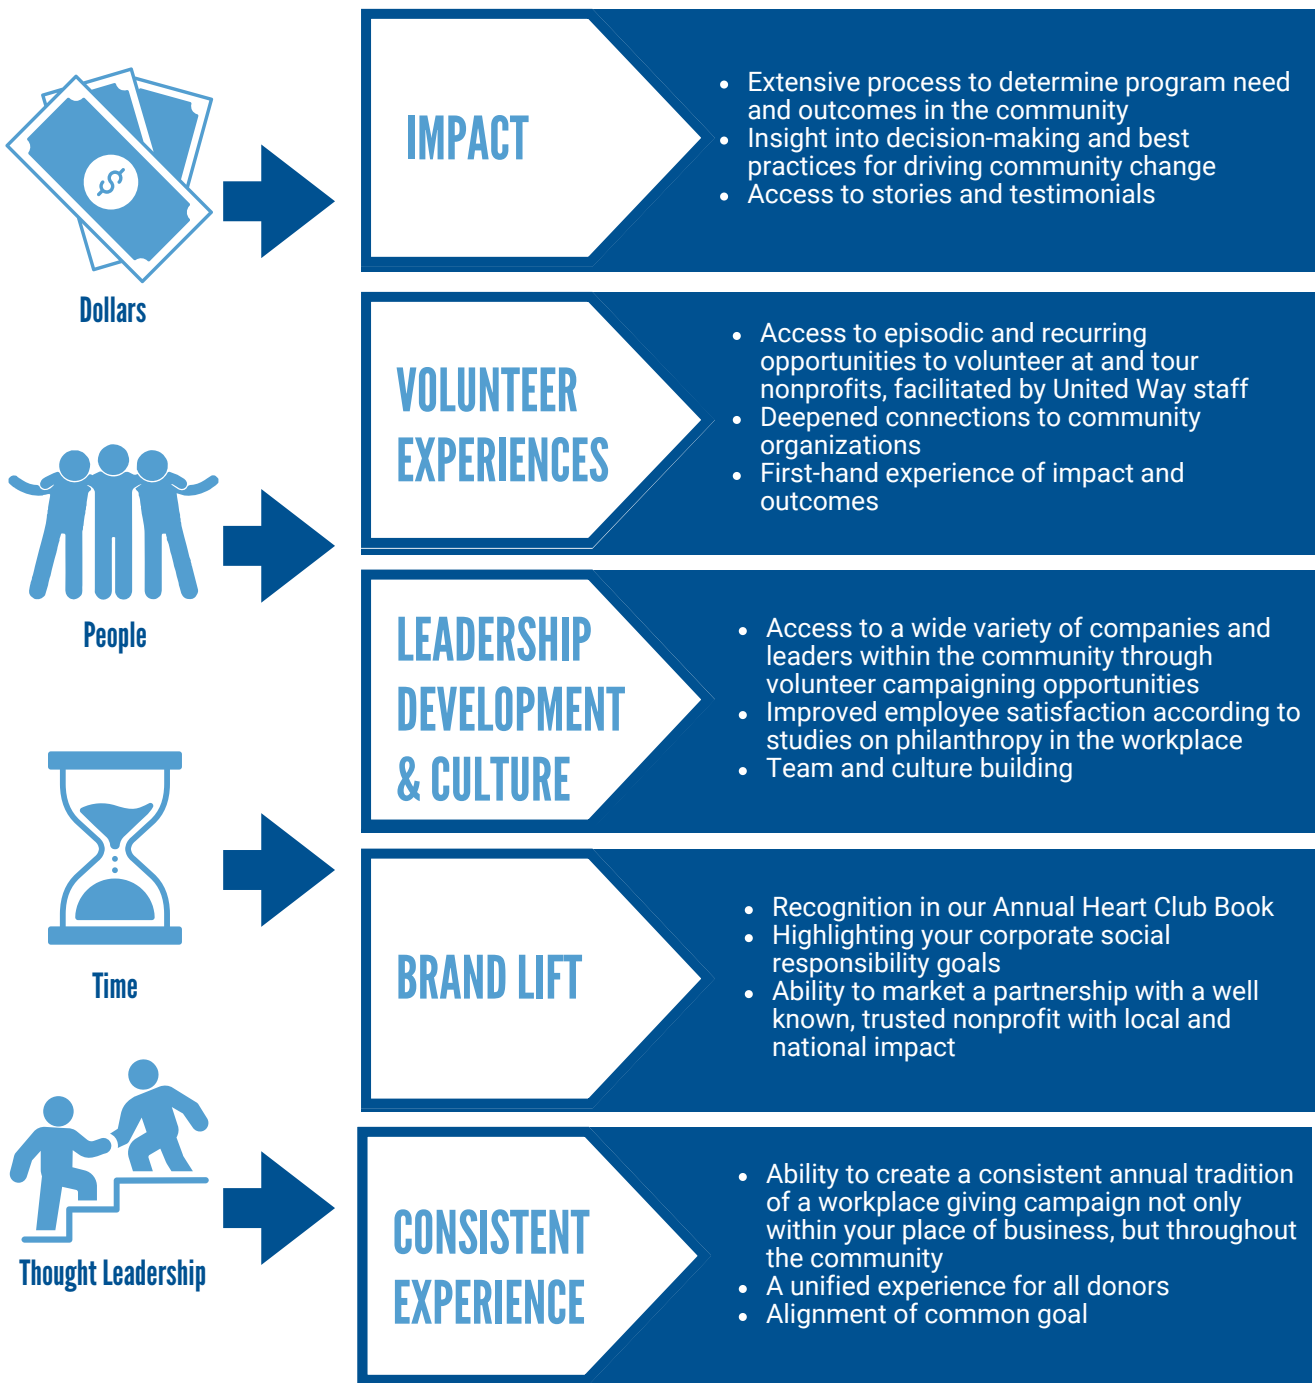 Dollars
People
Time
Thought Leadership
IMPACT
• Extensive process to determine program need
and outcomes in the community
• Insight into decision-making and best
practices for driving community change
• Access to stories and testimonials
VOLUNTEER
EXPERIENCES
• Access to episodic and recurring
opportunities to volunteer at and tour
nonprofits, facilitated by United Way staff
• Deepened connections to community
organizations
• First-hand experience of impact and
outcomes
LEADERSHIP
DEVELOPMENT
& CULTURE
• Access to a wide variety of companies and
leaders within the community through
volunteer campaigning opportunities
• Improved employee satisfaction according to
studies on philanthropy in the workplace
• Team and culture building
BRAND LIFT
• Recognition in our Annual Heart Club Book
• Highlighting your corporate social
responsibility goals
• Ability to market a partnership with a well
known, trusted nonprofit with local and
national impact
CONSISTENT
EXPERIENCE
• Ability to create a consistent annual tradition
of a workplace giving campaign not only
within your place of business, but throughout
the community
• A unified experience for all donors
• Alignment of common goal